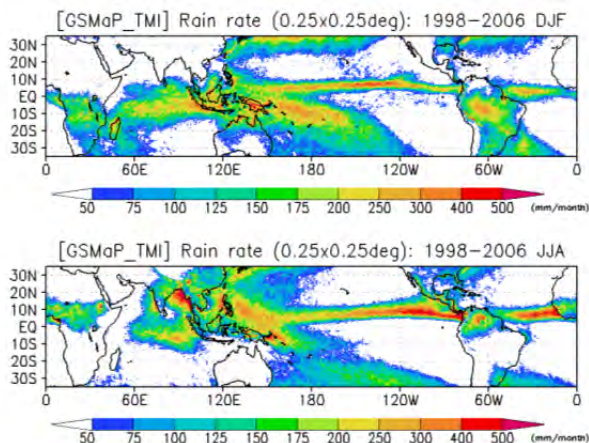 [GSMaP_TMI] Rain rate (0.25x0.25deg): 1998-2006 DJF
30N
20N
10N
EQ
10S
20S
30S
0 60E 120E 180 120W 60W 0
50 75 100 125 150 175 200 250 300 400 500 (mm/month)
[GSMaP_TMI] Rain rate (0.25x0.25deg): 1998-2006 JJA
30N
20N
10N
EQ
10S
20S
30S
0 60E 120E 180 120W 60W 0
50 75 100 125 150 175 200 250 300 400 500 (mm/month)